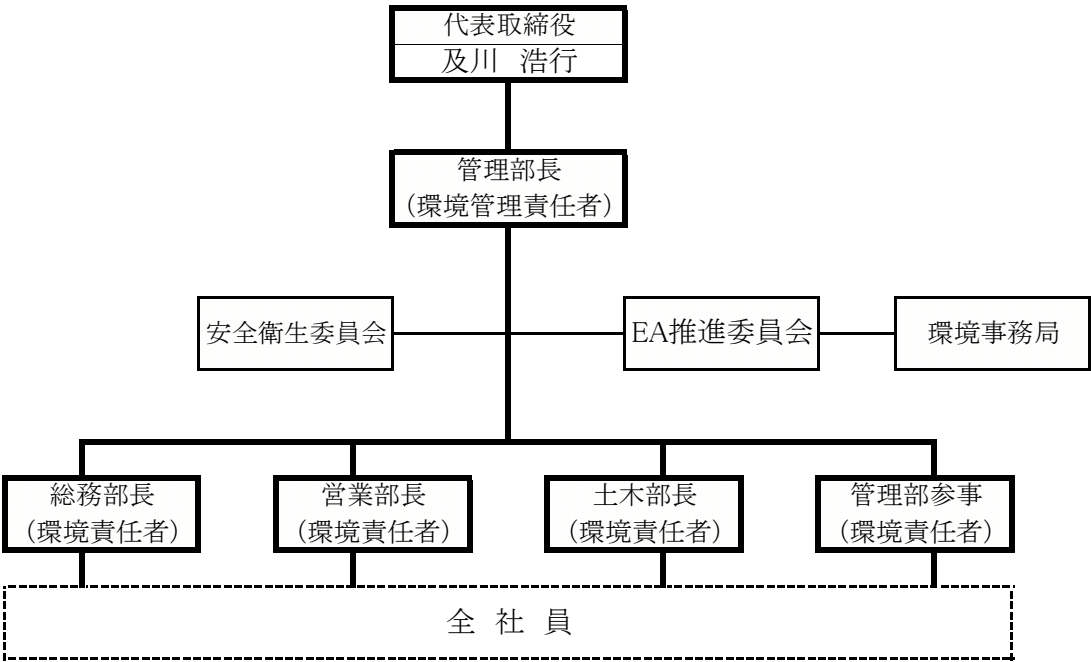 代表取締役
及川 浩行
管理部長
(環境管理責任者)
安全衛生委員会
EA推進委員会
環境事務局
総務部長
(環境責任者)
営業部長
(環境責任者)
土木部長
(環境責任者)
管理部参事
(環境責任者)
全 社 員